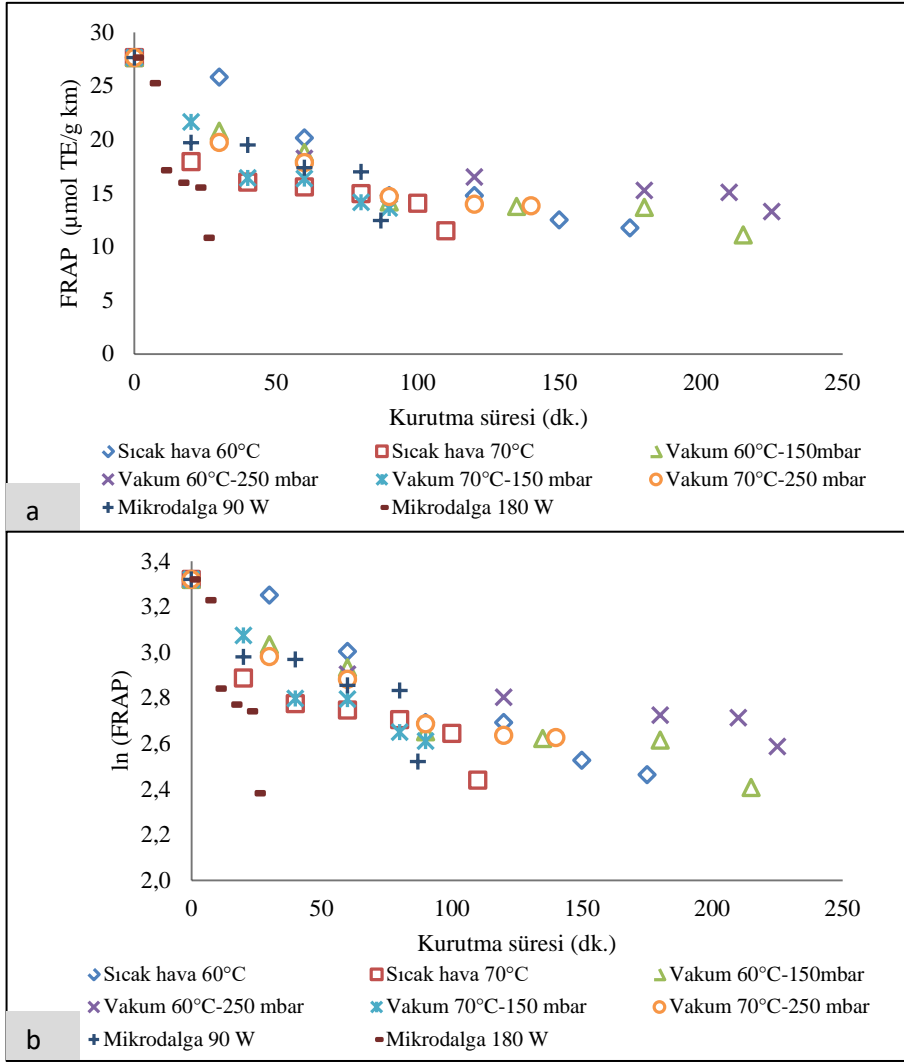 30
25
20
15
10
5
0
FRAP (µmol TE/g km)
0 50 100 150 200 250
Kurutma süresi (dk.)
Sıcak hava 60°C Sıcak hava 70°C Vakum 60°C-150mbar
Vakum 60°C-250 mbar Vakum 70°C-150 mbar Vakum 70°C-250 mbar
Mikrodalga 90 W Mikrodalga 180 W
a
3,4
3,2
3,0
2,8
2,6
2,4
2,2
2,0
ln (FRAP)
0 50 100 150 200 250
Kurutma süresi (dk.)
Sıcak hava 60°C Sıcak hava 70°C Vakum 60°C-150mbar
Vakum 60°C-250 mbar Vakum 70°C-150 mbar Vakum 70°C-250 mbar
Mikrodalga 90 W Mikrodalga 180 W
b